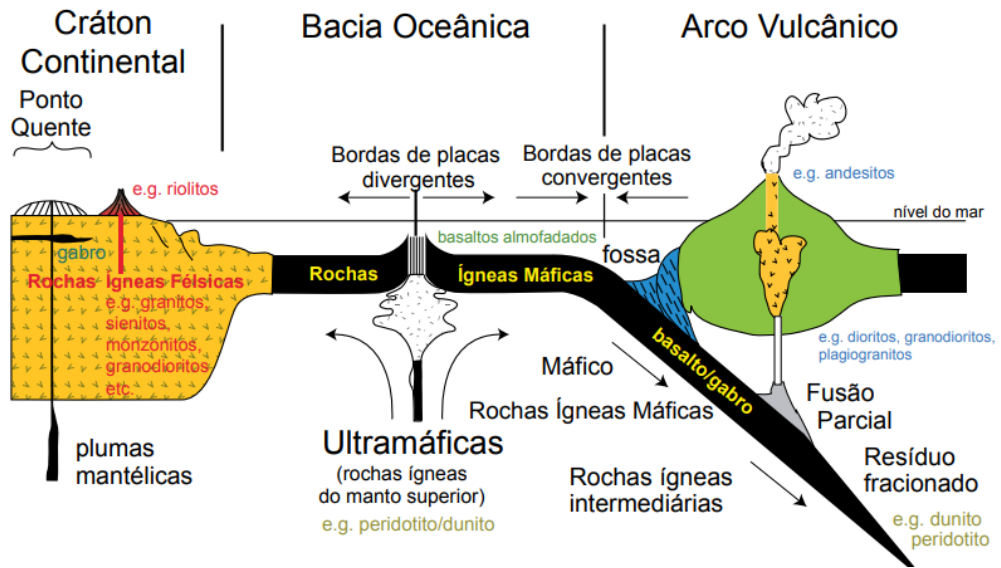 Cráton
Continental
Bacia Oceânica
Arco Vulcânico
Ponto
Quente
e.g. riolitos
Bordas de placas
divergentes
Bordas de placas
convergentes
e.g. andesitos
nível do mar
gabro
basaltos almofadados
fossa
Rochas Ígneas Félsicas
e.g. granitos,
sienitos,
monzonitos,
granodioritos
etc.
Rochas
Ígneas Máficas
basalto/gabro
e.g. dioritos, granodioritos,
plagiogranitos
Máfico
Rochas Ígneas Máficas
Fusão
Parcial
plumas
mantélicas
Ultramáficas
(rochas ígneas
do manto superior)
e.g. peridotito/dunito
Rochas ígneas
intermediárias
Resíduo
fracionado
e.g. dunito
peridotito